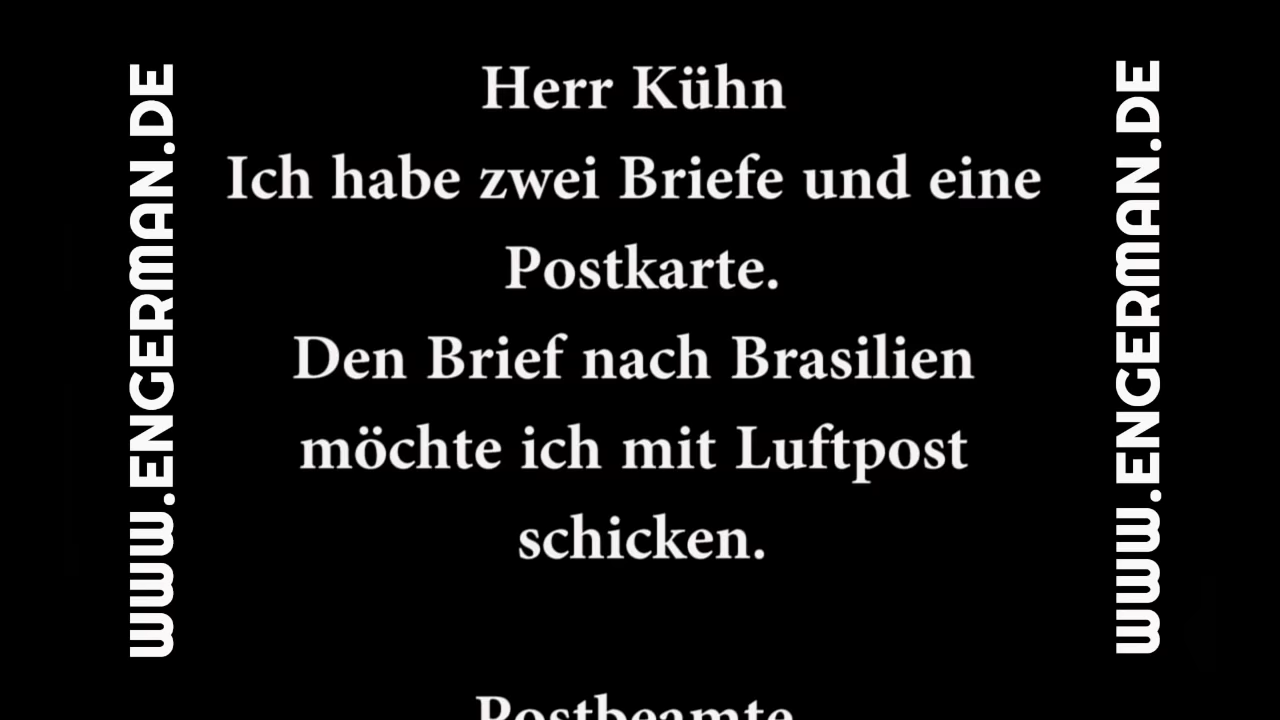 WWW.ENGERMAN.DE
Herr Kühn
Ich habe zwei Briefe und eine
Postkarte.
Den Brief nach Brasilien
möchte ich mit Luftpost
schicken.
Postbeamte
WWW.ENGERMAN.DE